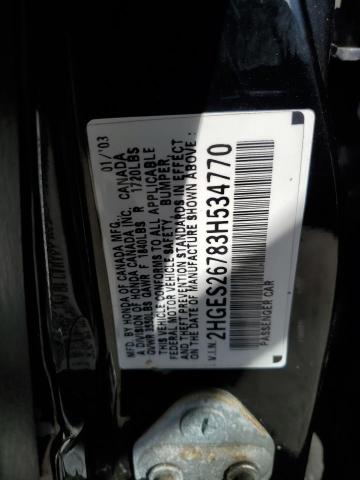 MFD BY HONDA OF CANADA MFG.,
A DIVISION OF HONDA CANADA INC., CANADA 01/'03
GVWR 3550LBS GAWR F 1840LBS R 1720LBS
THIS VEHICLE CONFORMS TO ALL APPLICABLE
FEDERAL MOTOR VEHICLE SAFETY, BUMPER,
AND THEFT PREVENTION STANDARDS IN EFFECT
ON THE DATE OF MANUFACTURE SHOWN ABOVE:
V.I.N: 2HGES26783H534770
PASSENGER CAR